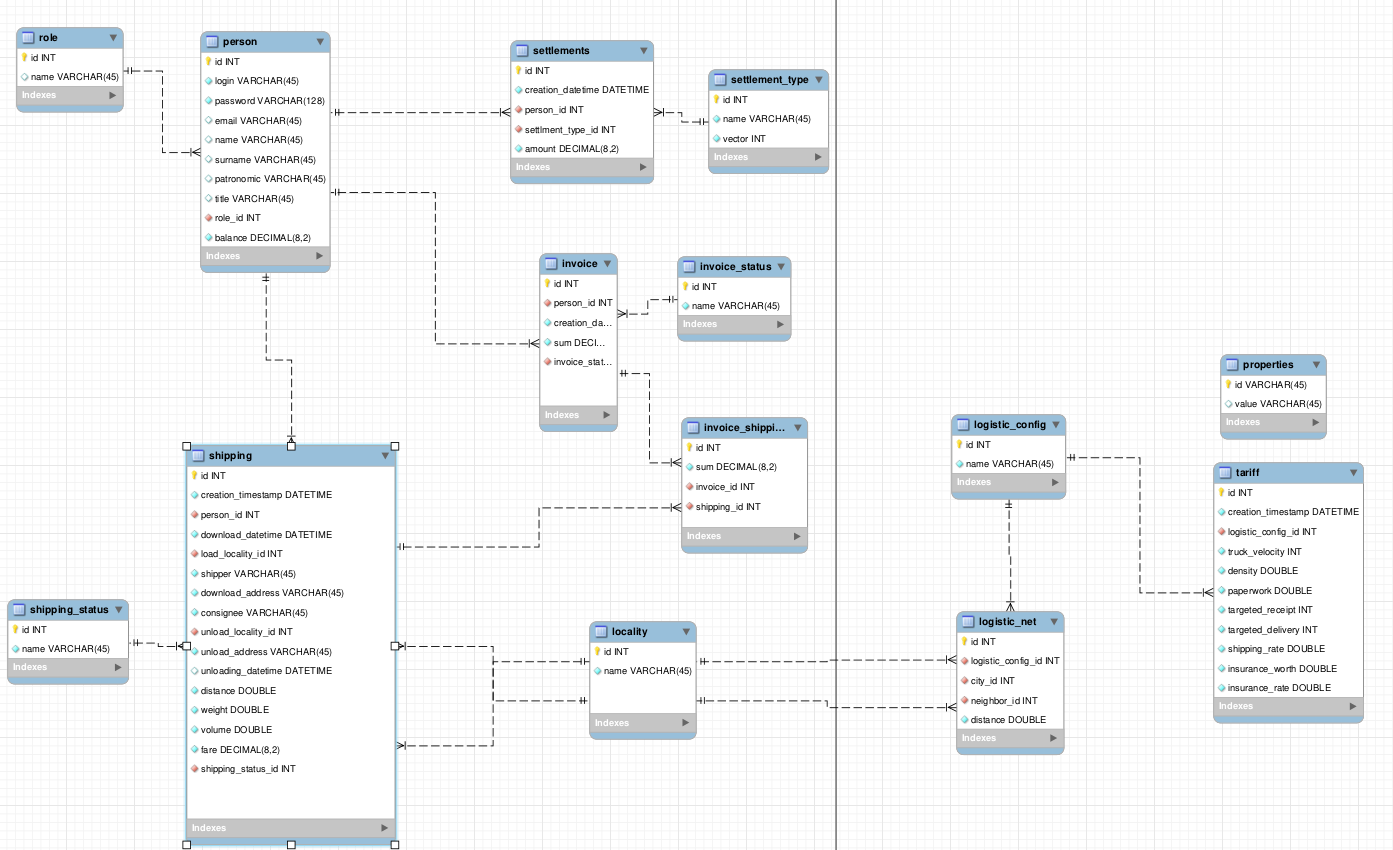 role
id INT
name VARCHAR(45)
Indexes
person
id INT
login VARCHAR(45)
password VARCHAR(128)
email VARCHAR(45)
name VARCHAR(45)
surname VARCHAR(45)
patronomic VARCHAR(45)
title VARCHAR(45)
role_id INT
balance DECIMAL(8,2)
Indexes
settlements
id INT
creation_datetime DATETIME
person_id INT
settlment_type_id INT
amount DECIMAL(8,2)
Indexes
settlement_type
id INT
name VARCHAR(45)
vector INT
Indexes
invoice
id INT
person_id INT
creation_da...
sum DECI...
invoice_stat...
Indexes
invoice_status
id INT
name VARCHAR(45)
Indexes
invoice_shippi...
id INT
sum DECIMAL(8,2)
invoice_id INT
shipping_id INT
Indexes
properties
id VARCHAR(45)
value VARCHAR(45)
Indexes
logistic_config
id INT
name VARCHAR(45)
Indexes
tariff
id INT
creation_timestamp DATETIME
logistic_config_id INT
truck_velocity INT
density DOUBLE
paperwork DOUBLE
targeted_receipt INT
targeted_delivery INT
shipping_rate DOUBLE
insurance_worth DOUBLE
insurance_rate DOUBLE
Indexes
shipping
id INT
creation_timestamp DATETIME
person_id INT
download_datetime DATETIME
load_locality_id INT
shipper VARCHAR(45)
download_address VARCHAR(45)
consignee VARCHAR(45)
unload_locality_id INT
unload_address VARCHAR(45)
unloading_datetime DATETIME
distance DOUBLE
weight DOUBLE
volume DOUBLE
fare DECIMAL(8,2)
shipping_status_id INT
Indexes
shipping_status
id INT
name VARCHAR(45)
Indexes
locality
id INT
name VARCHAR(45)
Indexes
logistic_net
id INT
logistic_config_id INT
city_id INT
neighbor_id INT
distance DOUBLE
Indexes